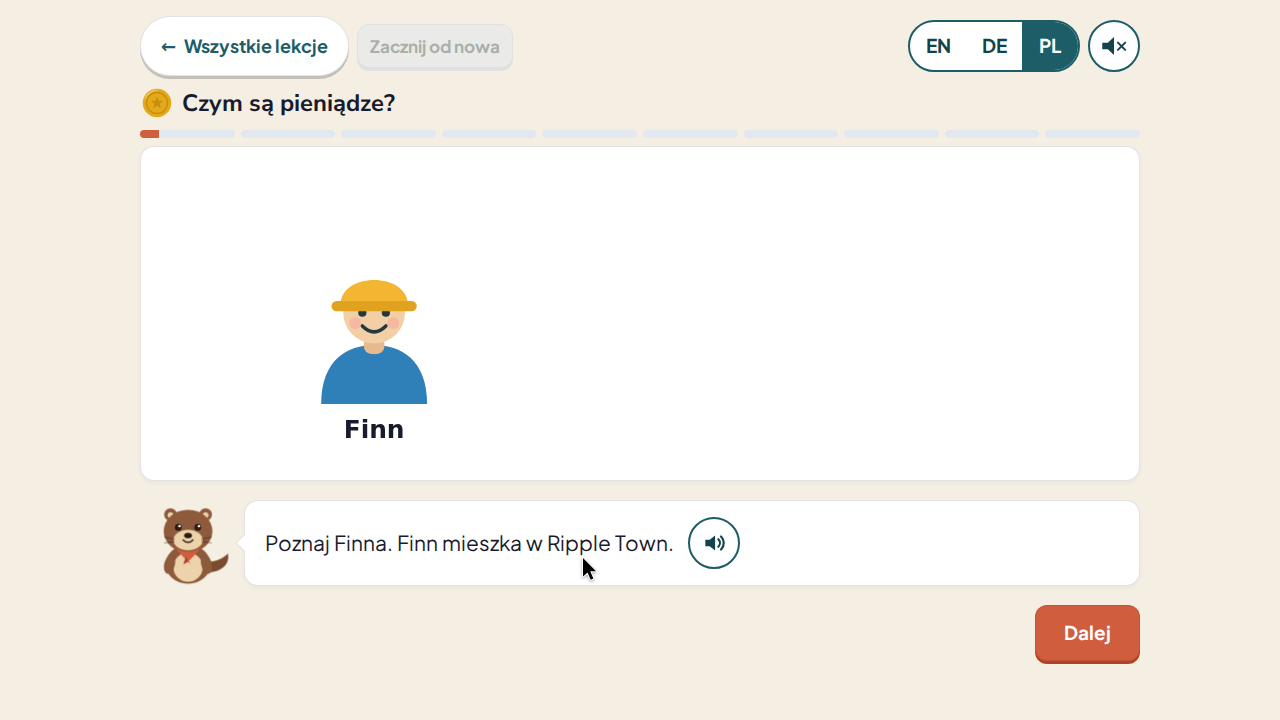 ← Wszystkie lekcje
Zacznij od nowa
EN DE PL
Czym są pieniądze?
Finn
Poznaj Finna. Finn mieszka w Ripple Town.
Dalej